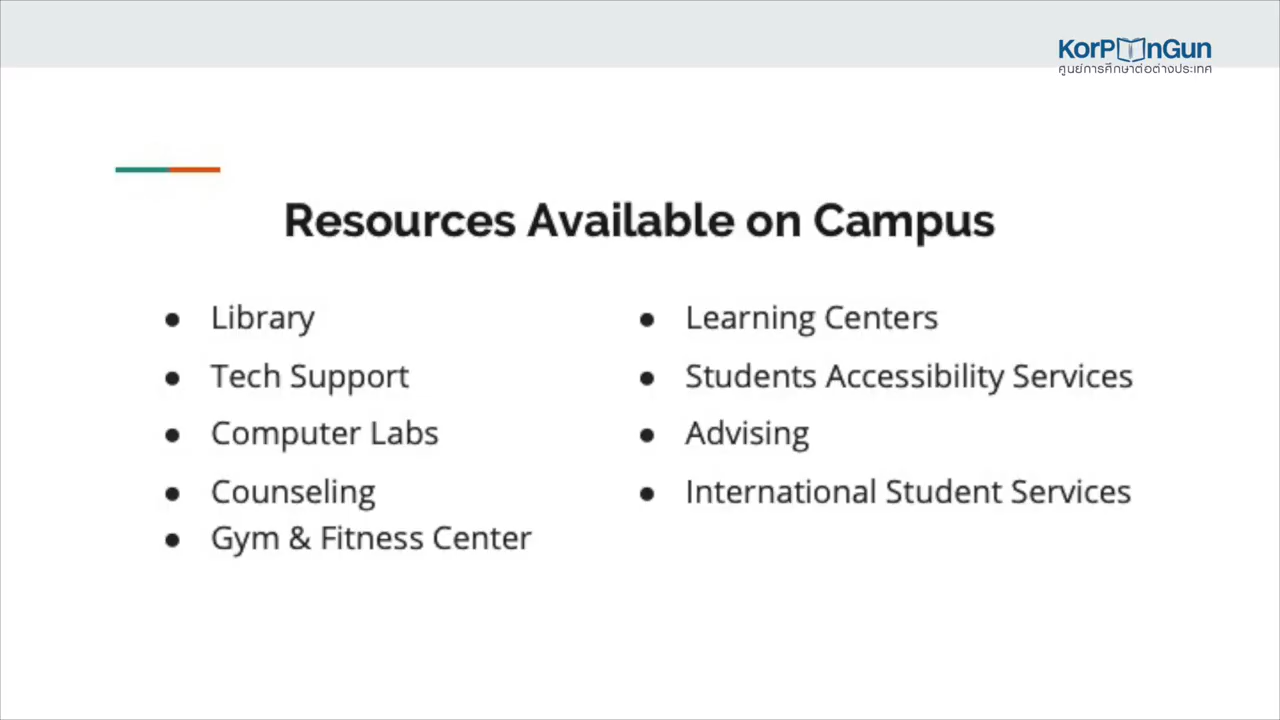 KorPunGun
ศูนย์การศึกษาต่อต่างประเทศ
Resources Available on Campus
● Library
● Tech Support
● Computer Labs
● Counseling
● Gym & Fitness Center
● Learning Centers
● Students Accessibility Services
● Advising
● International Student Services